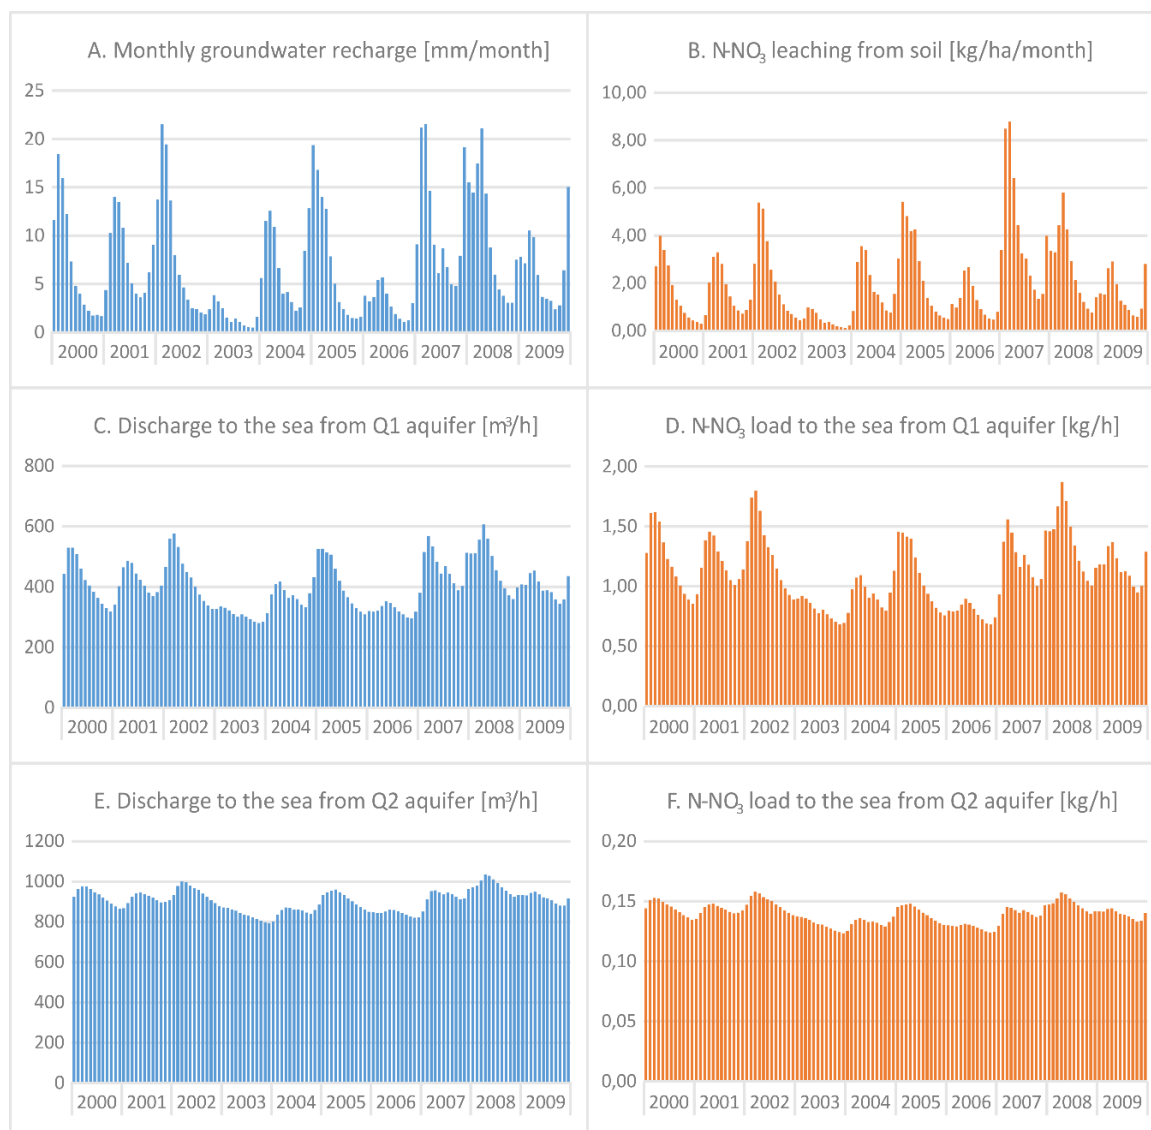 A. Monthly groundwater recharge [mm/month]
25
20
15
10
5
0
2000 2001 2002 2003 2004 2005 2006 2007 2008 2009
B. N-NO₃ leaching from soil [kg/ha/month]
10,00
8,00
6,00
4,00
2,00
0,00
2000 2001 2002 2003 2004 2005 2006 2007 2008 2009
C. Discharge to the sea from Q1 aquifer [m³/h]
800
600
400
200
0
2000 2001 2002 2003 2004 2005 2006 2007 2008 2009
D. N-NO₃ load to the sea from Q1 aquifer [kg/h]
2,00
1,50
1,00
0,50
0,00
2000 2001 2002 2003 2004 2005 2006 2007 2008 2009
E. Discharge to the sea from Q2 aquifer [m³/h]
1200
1000
800
600
400
200
0
2000 2001 2002 2003 2004 2005 2006 2007 2008 2009
F. N-NO₃ load to the sea from Q2 aquifer [kg/h]
0,20
0,15
0,10
0,05
0,00
2000 2001 2002 2003 2004 2005 2006 2007 2008 2009